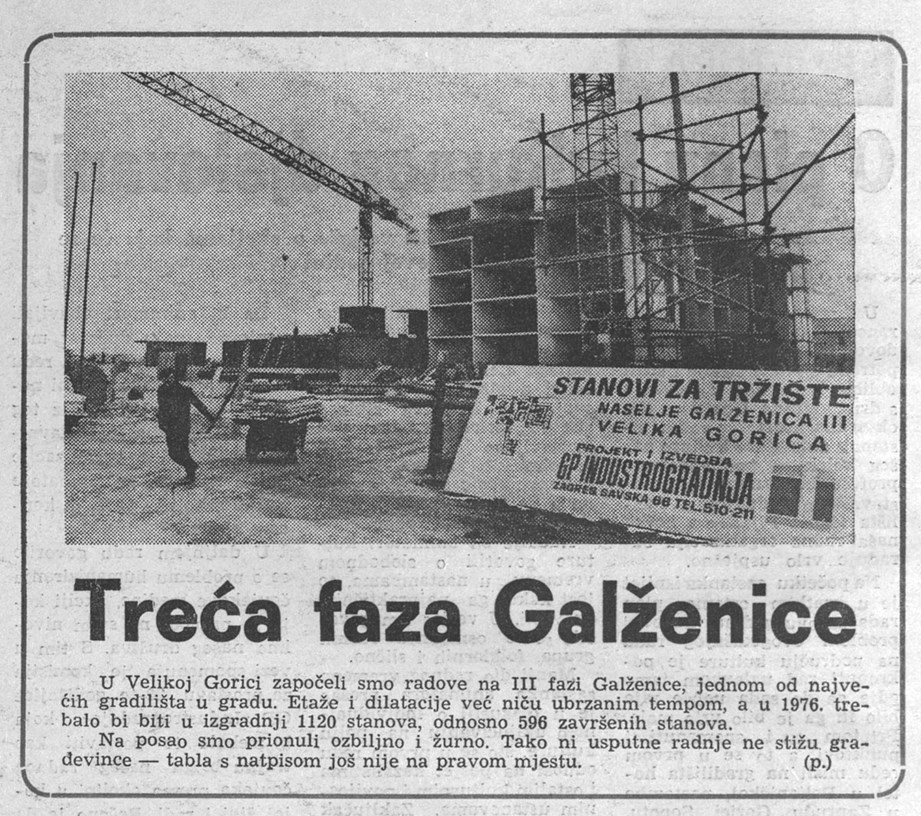 STANOVI ZA TRŽIŠTE
NASELJE GALŽENICA III
VELIKA GORICA
PROJEKT I IZVEDBA
GP INDUSTROGRADNJA
ZAGREB SAVSKA 66 TEL. 510-211
Treća faza Galženice
U Velikoj Gorici započeli smo radove na III fazi Galženice, jednom od najve-
ćih gradilišta u gradu. Etaže i dilatacije već niču ubrzanim tempom, a u 1976. tre-
balo bi biti u izgradnji 1120 stanova, odnosno 596 završenih stanova.
Na posao smo prionuli ozbiljno i žurno. Tako ni usputne radnje ne stižu gra-
đevince — tabla s natpisom još nije na pravom mjestu. (p.)